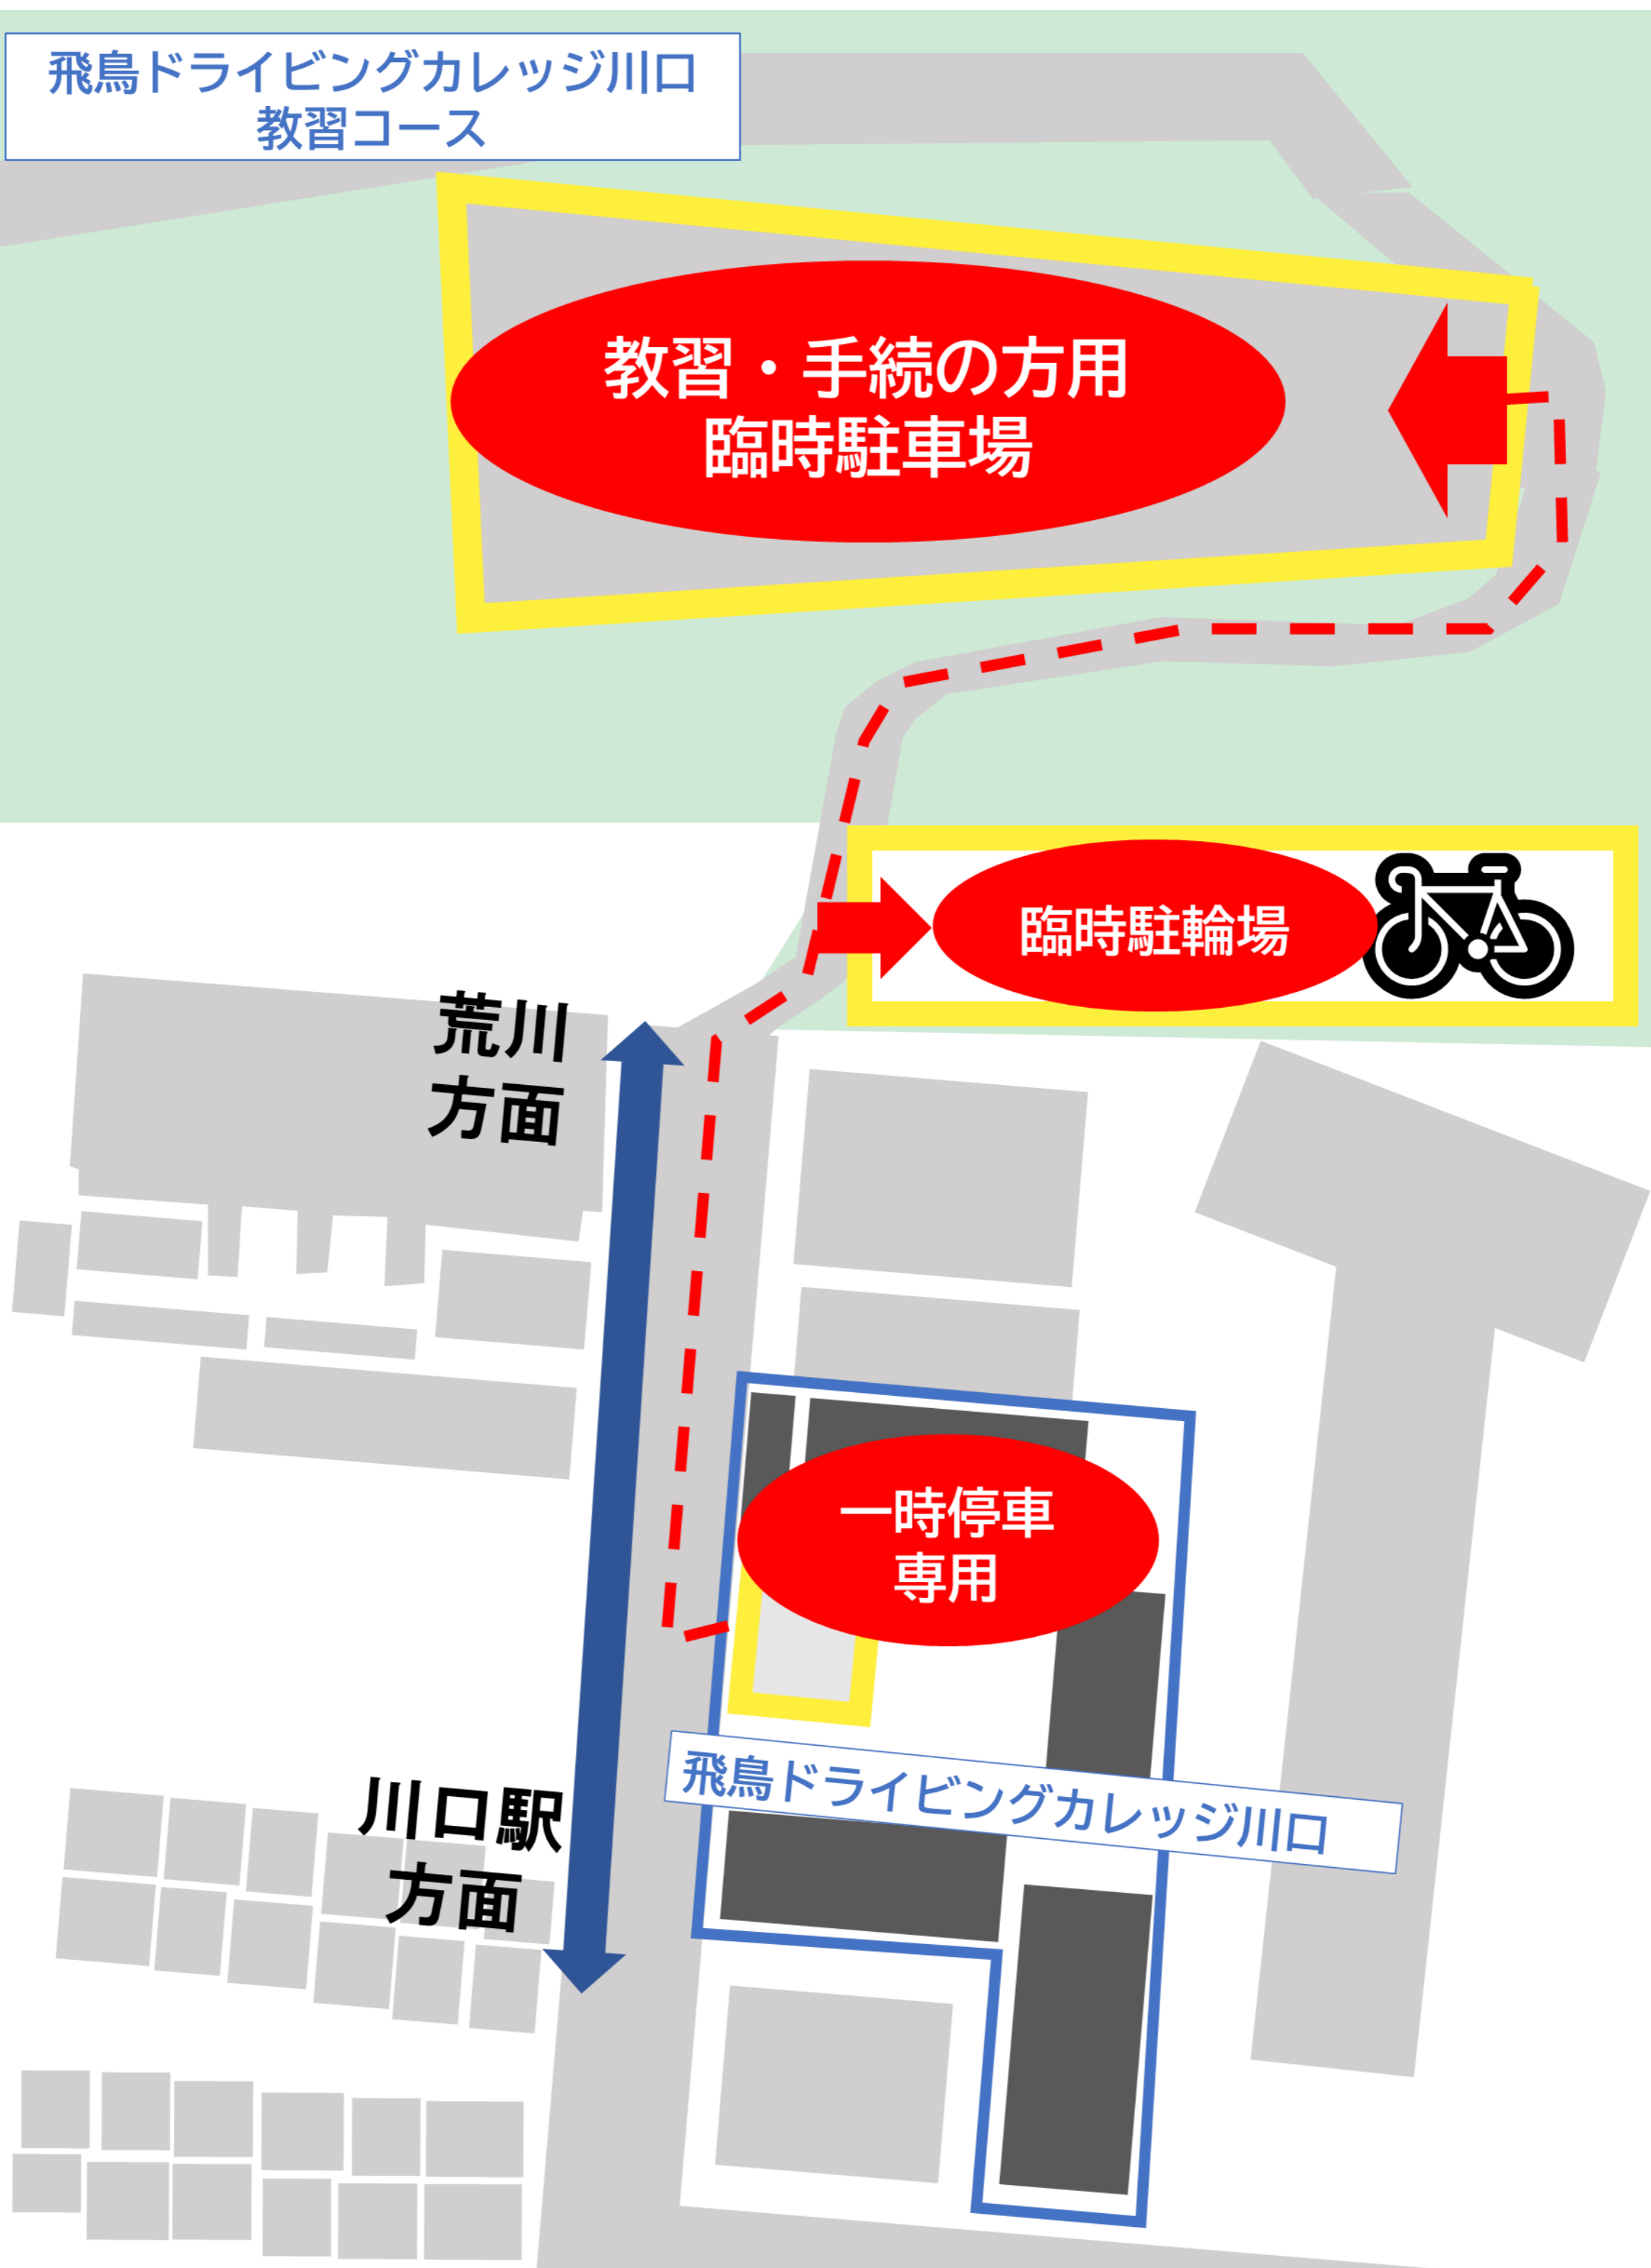 飛鳥ドライビングカレッジ川口
教習コース
教習・手続の方用
臨時駐車場
臨時駐輪場
荒川
方面
一時停車
専用
飛鳥ドライビングカレッジ川口
川口駅
方面